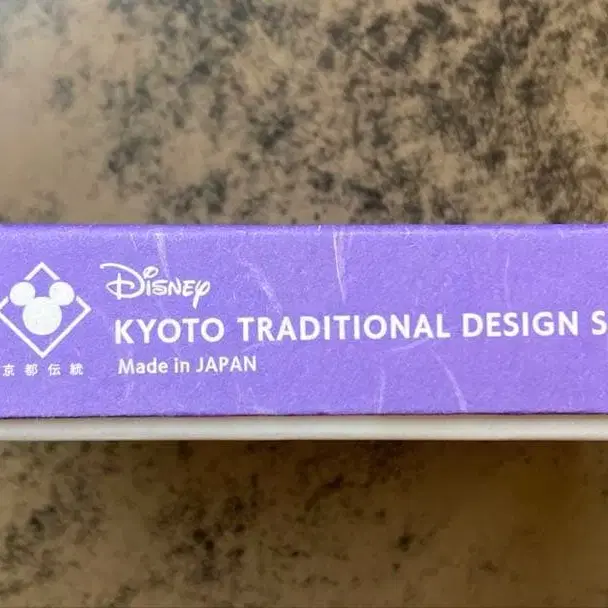 Disney
KYOTO TRADITIONAL DESIGN S
Made in JAPAN
京都伝統